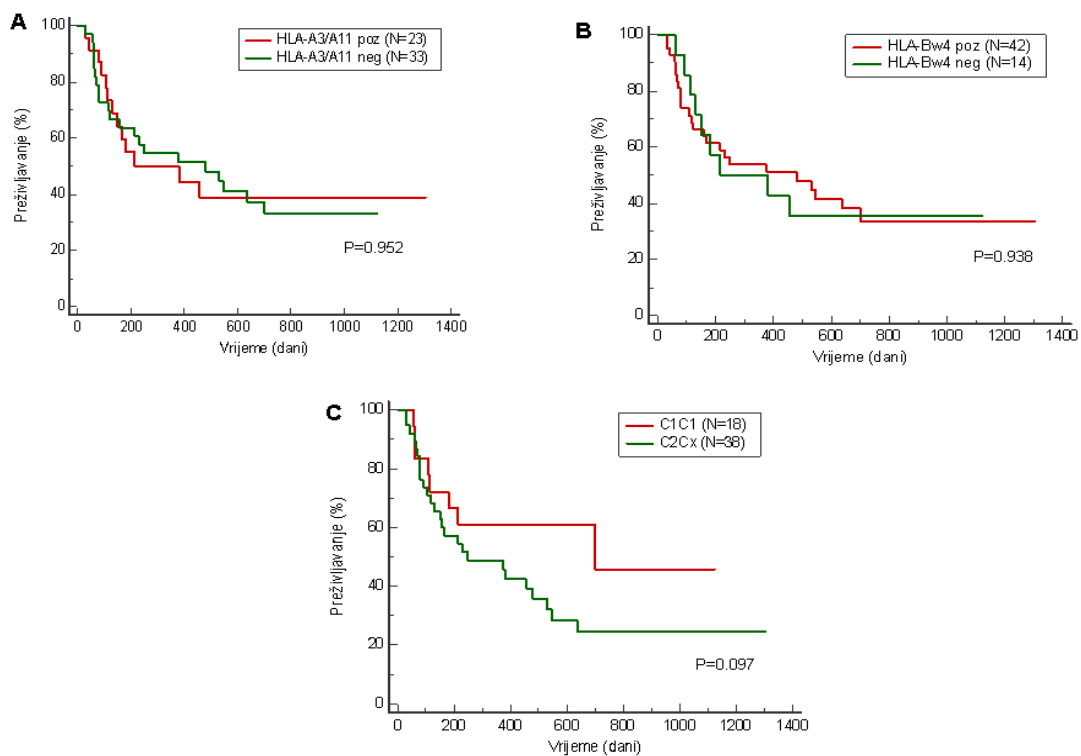 A
HLA-A3/A11 poz (N=23)
HLA-A3/A11 neg (N=33)
Preživljavanje (%)
100
80
60
40
20
0
P=0.952
0 200 400 600 800 1000 1200 1400
Vrijeme (dani)
B
HLA-Bw4 poz (N=42)
HLA-Bw4 neg (N=14)
Preživljavanje (%)
100
80
60
40
20
0
P=0.938
0 200 400 600 800 1000 1200 1400
Vrijeme (dani)
C
C1C1 (N=18)
C2Cx (N=38)
Preživljavanje (%)
100
80
60
40
20
0
P=0.097
0 200 400 600 800 1000 1200 1400
Vrijeme (dani)